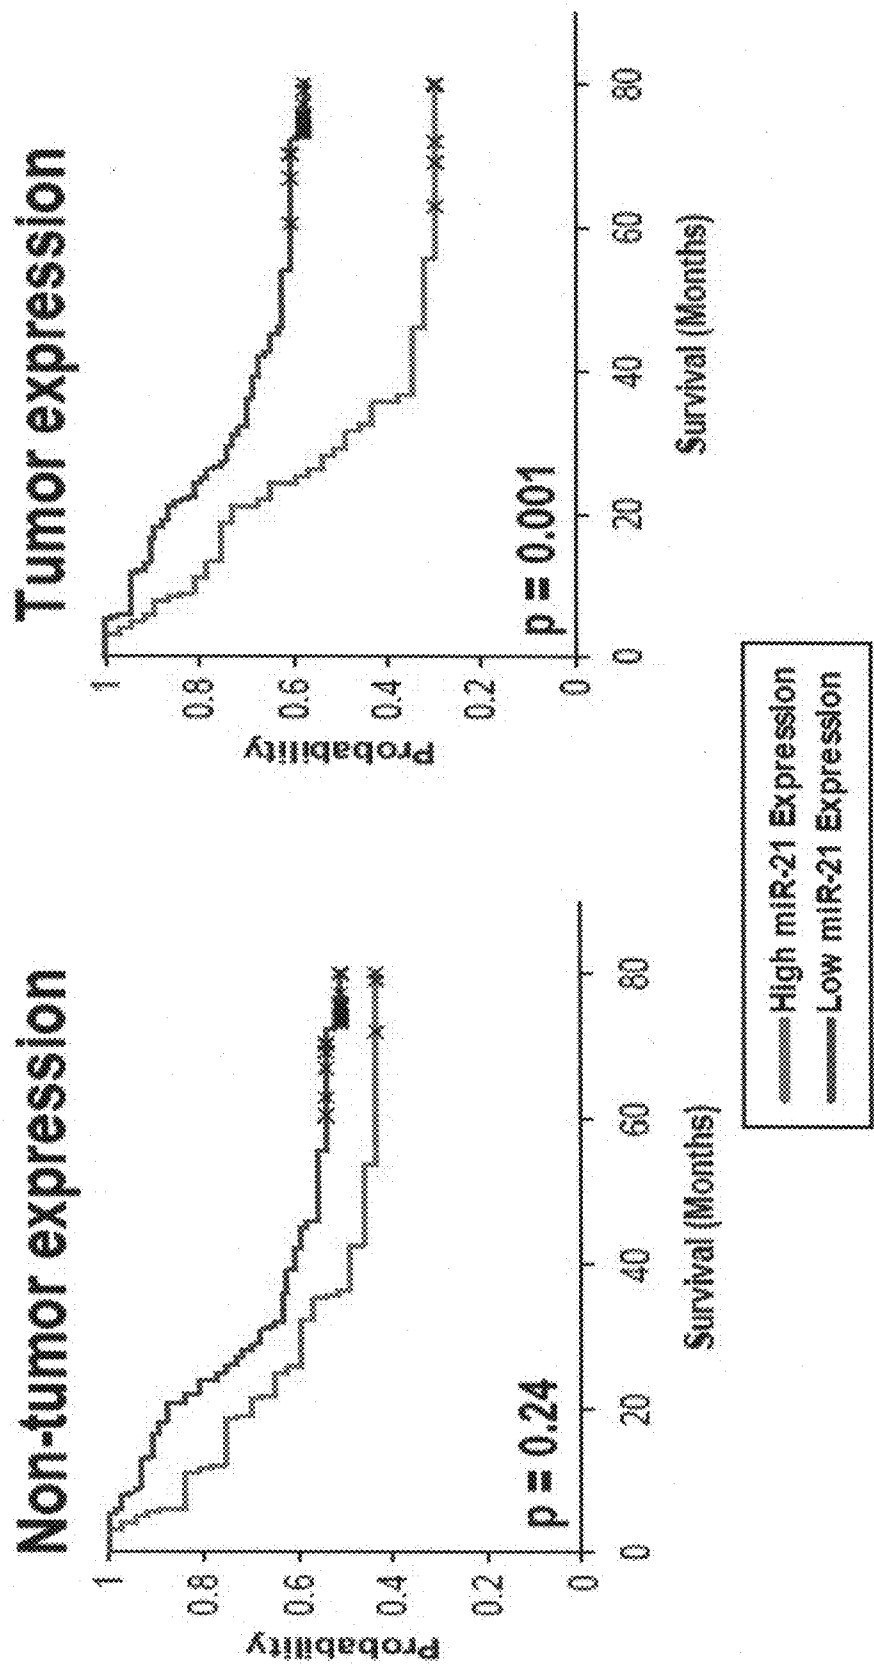 Non-tumor expression
Probability
1
0.8
0.6
0.4
0.2
0
p = 0.24
0
20
40
60
80
Survival (Months)
Tumor expression
Probability
1
0.8
0.6
0.4
0.2
0
p = 0.001
0
20
40
60
80
Survival (Months)
High miR-21 Expression
Low miR-21 Expression